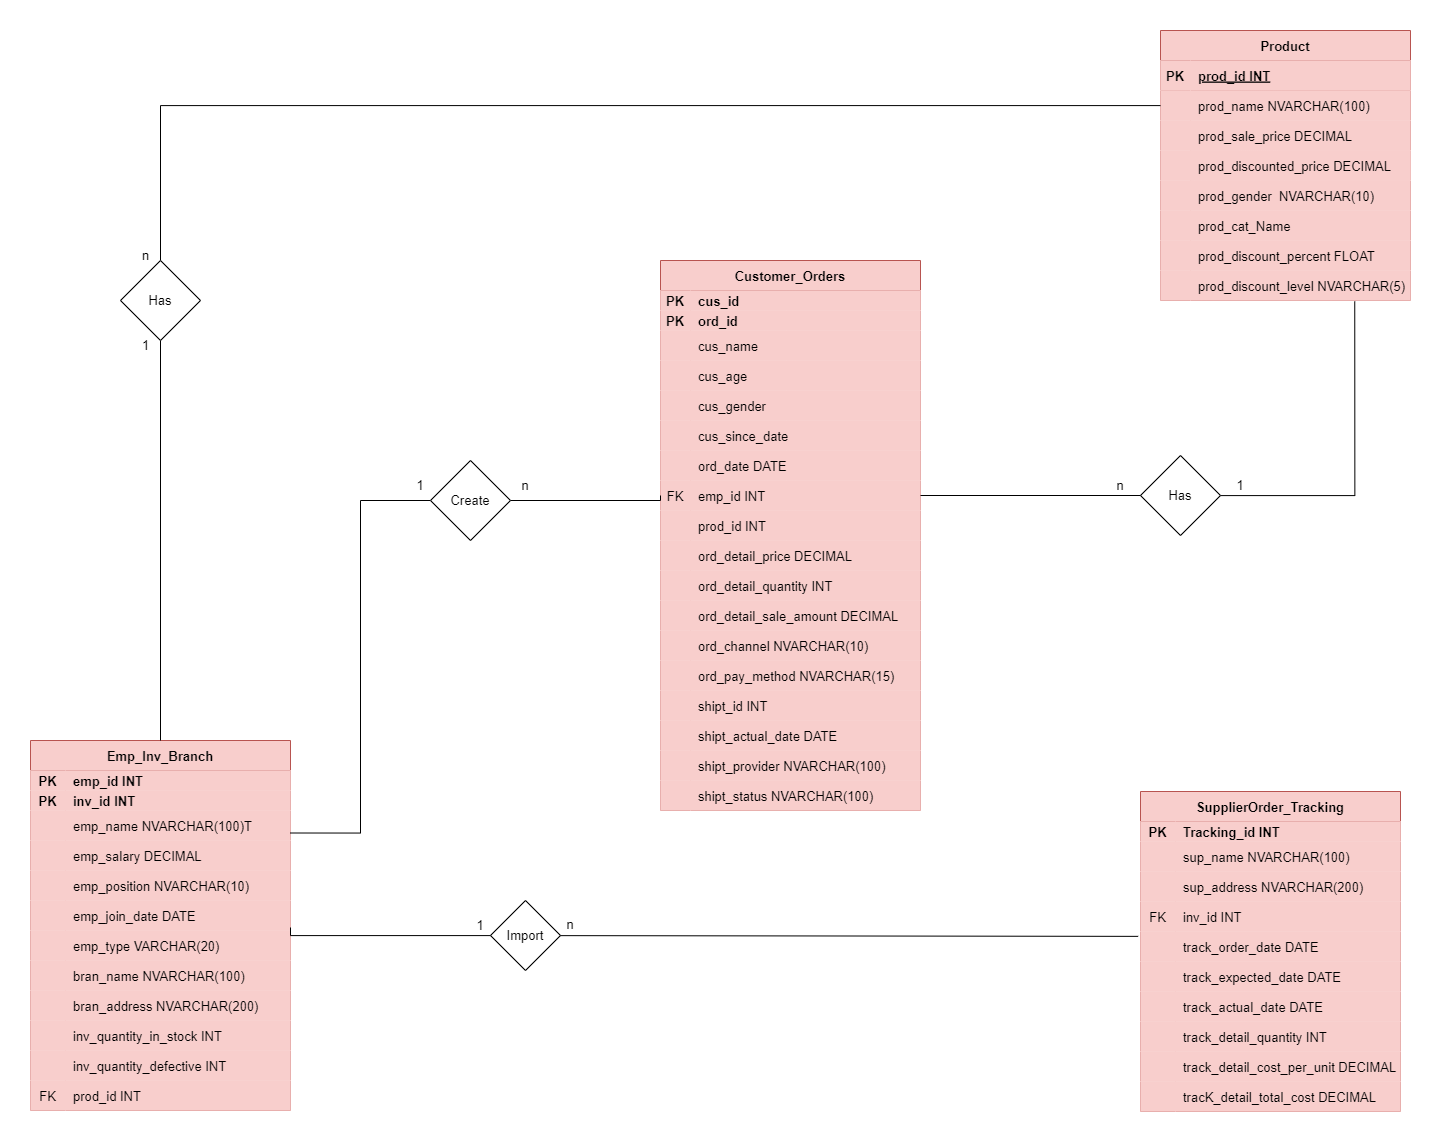 Product
PK prod_id INT
prod_name NVARCHAR(100)
prod_sale_price DECIMAL
prod_discounted_price DECIMAL
prod_gender  NVARCHAR(10)
prod_cat_Name
prod_discount_percent FLOAT
prod_discount_level NVARCHAR(5)
n
Has
1
Customer_Orders
PK cus_id
PK ord_id
cus_name
cus_age
cus_gender
cus_since_date
ord_date DATE
FK emp_id INT
prod_id INT
ord_detail_price DECIMAL
ord_detail_quantity INT
ord_detail_sale_amount DECIMAL
ord_channel NVARCHAR(10)
ord_pay_method NVARCHAR(15)
shipt_id INT
shipt_actual_date DATE
shipt_provider NVARCHAR(100)
shipt_status NVARCHAR(100)
1 Create n
n Has 1
Emp_Inv_Branch
PK emp_id INT
PK inv_id INT
emp_name NVARCHAR(100)T
emp_salary DECIMAL
emp_position NVARCHAR(10)
emp_join_date DATE
emp_type VARCHAR(20)
bran_name NVARCHAR(100)
bran_address NVARCHAR(200)
inv_quantity_in_stock INT
inv_quantity_defective INT
FK prod_id INT
1 Import n
SupplierOrder_Tracking
PK Tracking_id INT
sup_name NVARCHAR(100)
sup_address NVARCHAR(200)
FK inv_id INT
track_order_date DATE
track_expected_date DATE
track_actual_date DATE
track_detail_quantity INT
track_detail_cost_per_unit DECIMAL
tracK_detail_total_cost DECIMAL